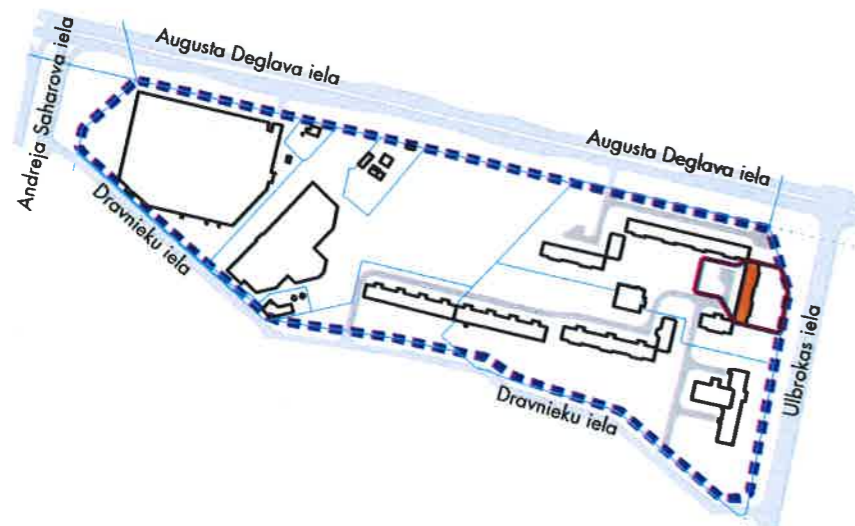 Augusta Deglava iela
Andreja Saharova iela
Augusta Deglava iela
Dravnieku iela
Ulbrokas iela
Dravnieku iela